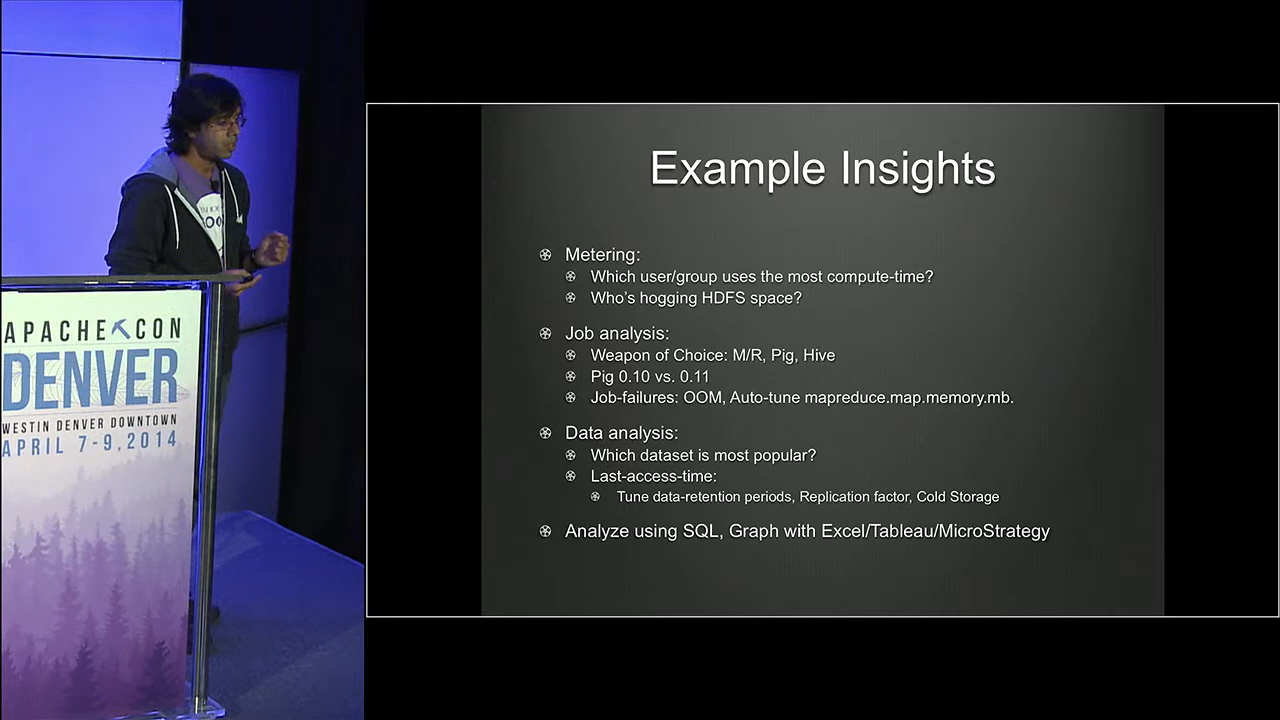 Example Insights
Metering:
Which user/group uses the most compute-time?
Who's hogging HDFS space?
Job analysis:
Weapon of Choice: M/R, Pig, Hive
Pig 0.10 vs. 0.11
Job-failures: OOM, Auto-tune mapreduce.map.memory.mb.
Data analysis:
Which dataset is most popular?
Last-access-time:
Tune data-retention periods, Replication factor, Cold Storage
Analyze using SQL, Graph with Excel/Tableau/MicroStrategy
APACHE CON
DENVER
WESTIN DENVER DOWNTOWN
APRIL 7-9, 2014